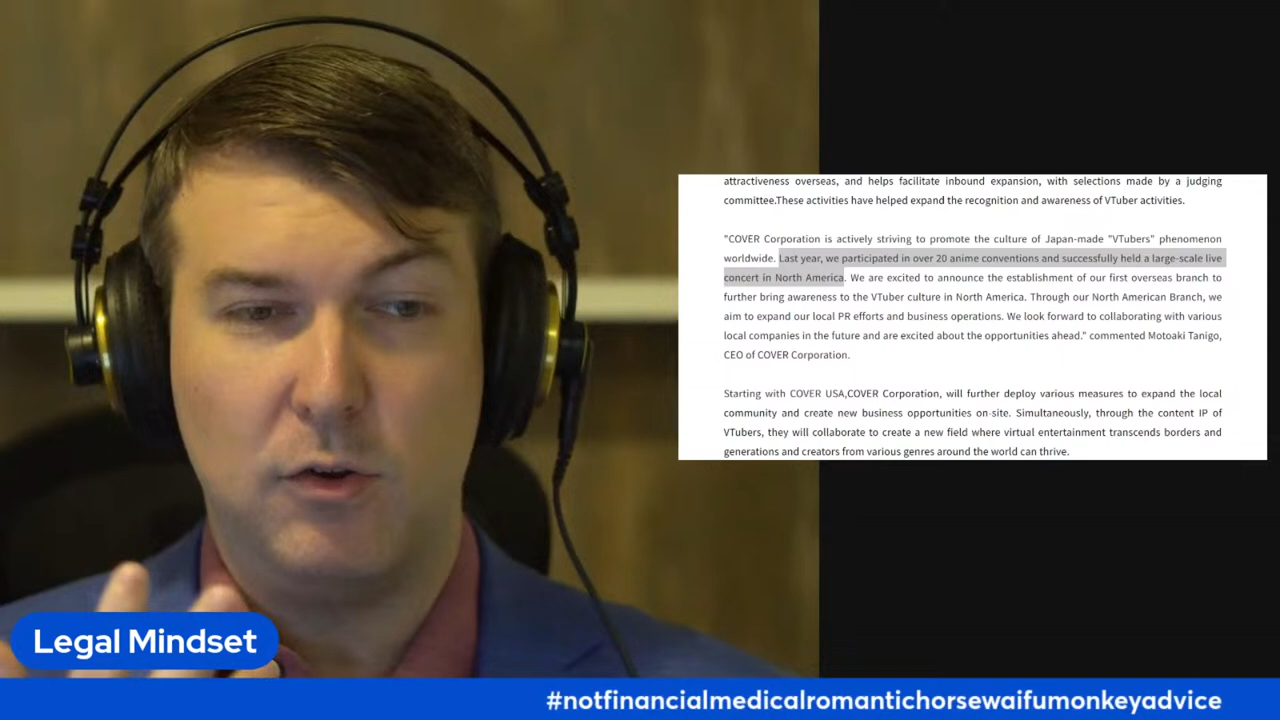 attractiveness overseas, and helps facilitate inbound expansion, with selections made by a judging
committee.These activities have helped expand the recognition and awareness of VTuber activities.
"COVER Corporation is actively striving to promote the culture of Japan-made "VTubers" phenomenon
worldwide. Last year, we participated in over 20 anime conventions and successfully held a large-scale live
concert in North America. We are excited to announce the establishment of our first overseas branch to
further bring awareness to the VTuber culture in North America. Through our North American Branch, we
aim to expand our local PR efforts and business operations. We look forward to collaborating with various
local companies in the future and are excited about the opportunities ahead." commented Motoaki Tanigo,
CEO of COVER Corporation.
Starting with COVER USA,COVER Corporation, will further deploy various measures to expand the local
community and create new business opportunities on-site. Simultaneously, through the content IP of
VTubers, they will collaborate to create a new field where virtual entertainment transcends borders and
generations and creators from various genres around the world can thrive.
Legal Mindset
#notfinancialmedicalromantichorsewaifumonkeyadvice